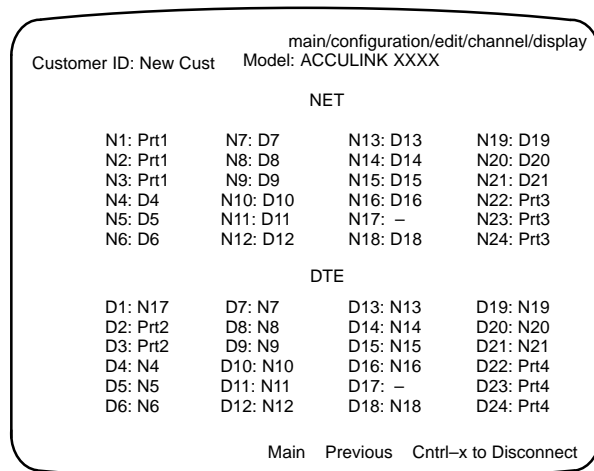 main/configuration/edit/channel/display
Customer ID: New Cust Model: ACCULINK XXXX
NET
N1: Prt1 N7: D7 N13: D13 N19: D19
N2: Prt1 N8: D8 N14: D14 N20: D20
N3: Prt1 N9: D9 N15: D15 N21: D21
N4: D4 N10: D10 N16: D16 N22: Prt3
N5: D5 N11: D11 N17: – N23: Prt3
N6: D6 N12: D12 N18: D18 N24: Prt3
DTE
D1: N17 D7: N7 D13: N13 D19: N19
D2: Prt2 D8: N8 D14: N14 D20: N20
D3: Prt2 D9: N9 D15: N15 D21: N21
D4: N4 D10: N10 D16: N16 D22: Prt4
D5: N5 D11: N11 D17: – D23: Prt4
D6: N6 D12: N12 D18: N18 D24: Prt4
Main Previous Cntrl–x to Disconnect